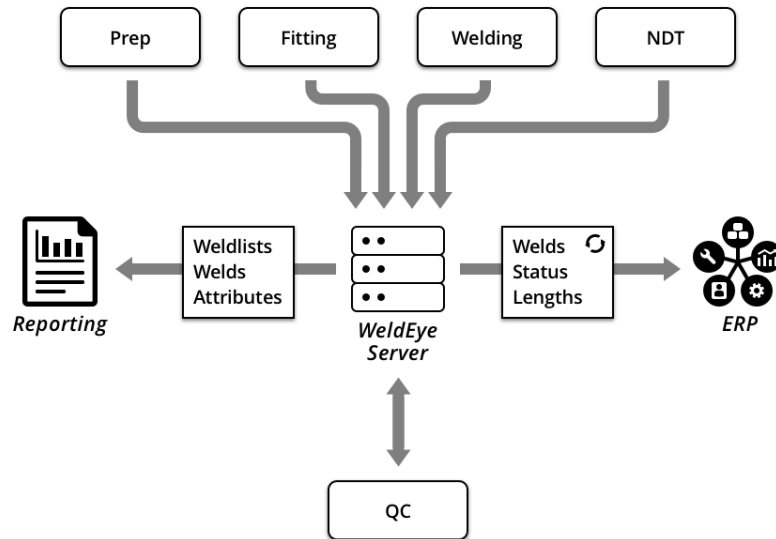 Prep
Fitting
Welding
NDT
Weldlists
Welds
Attributes
Welds
Status
Lengths
Reporting
WeldEye
Server
ERP
QC